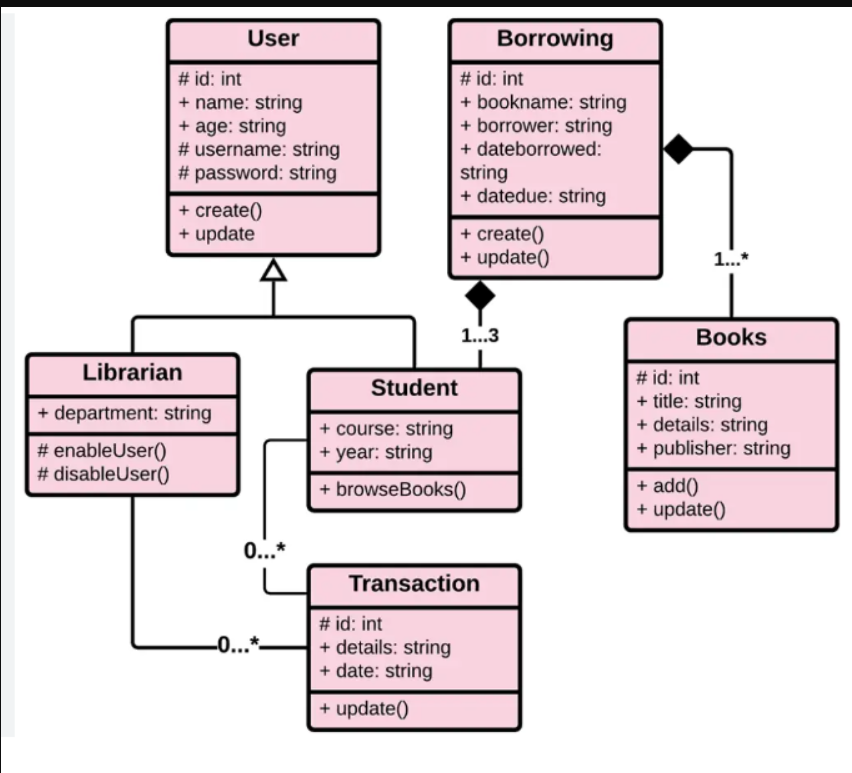 User
# id: int
+ name: string
+ age: string
# username: string
# password: string
+ create()
+ update
Borrowing
# id: int
+ bookname: string
+ borrower: string
+ dateborrowed:
string
+ datedue: string
+ create()
+ update()
1...*
1...3
Librarian
+ department: string
# enableUser()
# disableUser()
Student
+ course: string
+ year: string
+ browseBooks()
Books
# id: int
+ title: string
+ details: string
+ publisher: string
+ add()
+ update()
0...*
0...*
Transaction
# id: int
+ details: string
+ date: string
+ update()